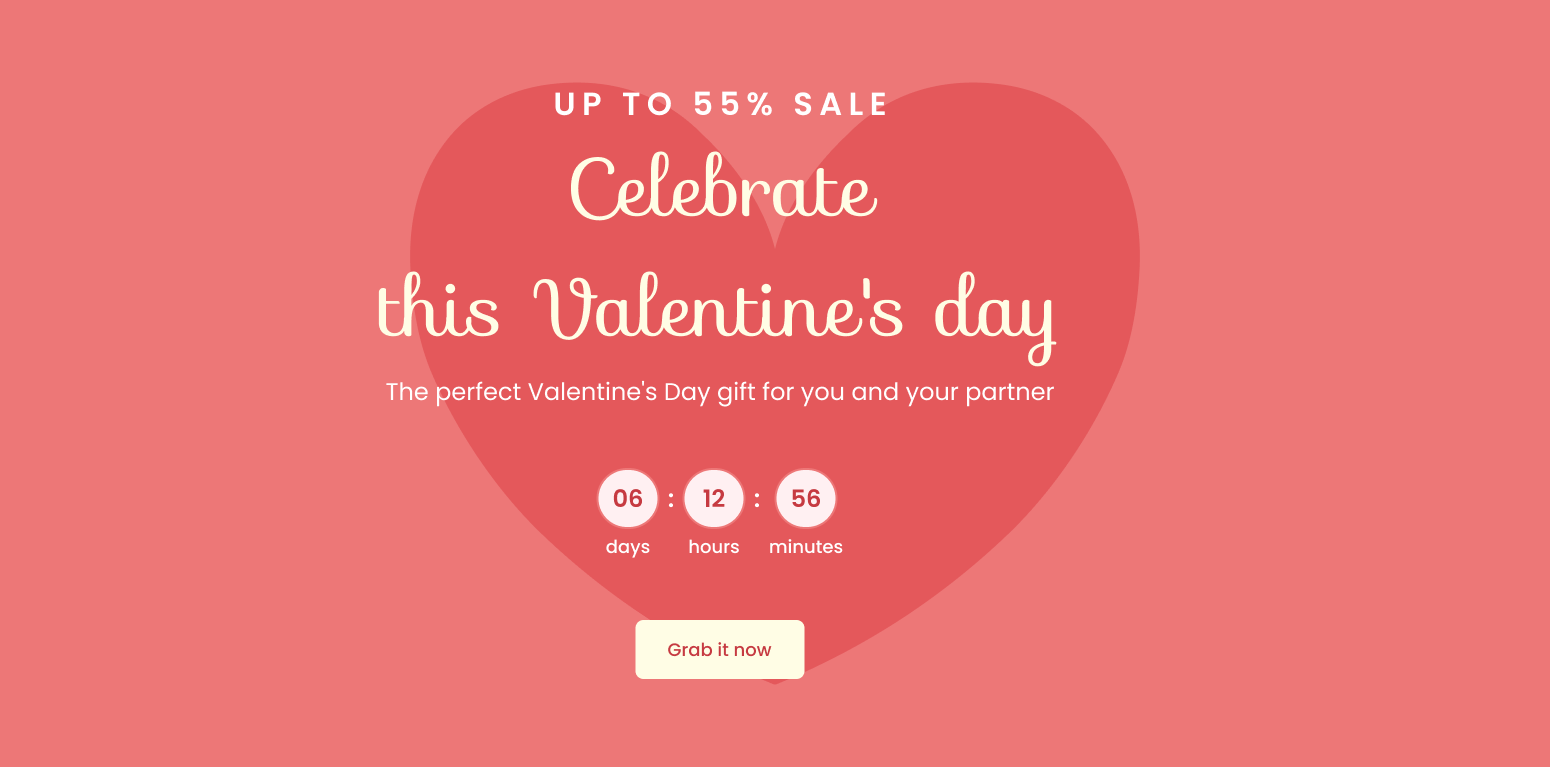 UP TO 55% SALE
Celebrate
this Valentine's day
The perfect Valentine's Day gift for you and your partner
06 : 12 : 56
days hours minutes
Grab it now